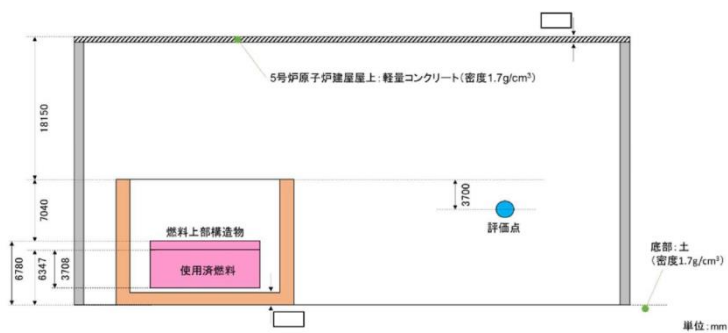 5号炉原子炉建屋屋上:軽量コンクリート(密度1.7g/cm³)
18150
3700
7040
評価点
燃料上部構造物
使用済燃料
6780
6347
3708
底部:土
(密度1.7g/cm³)
単位:mm